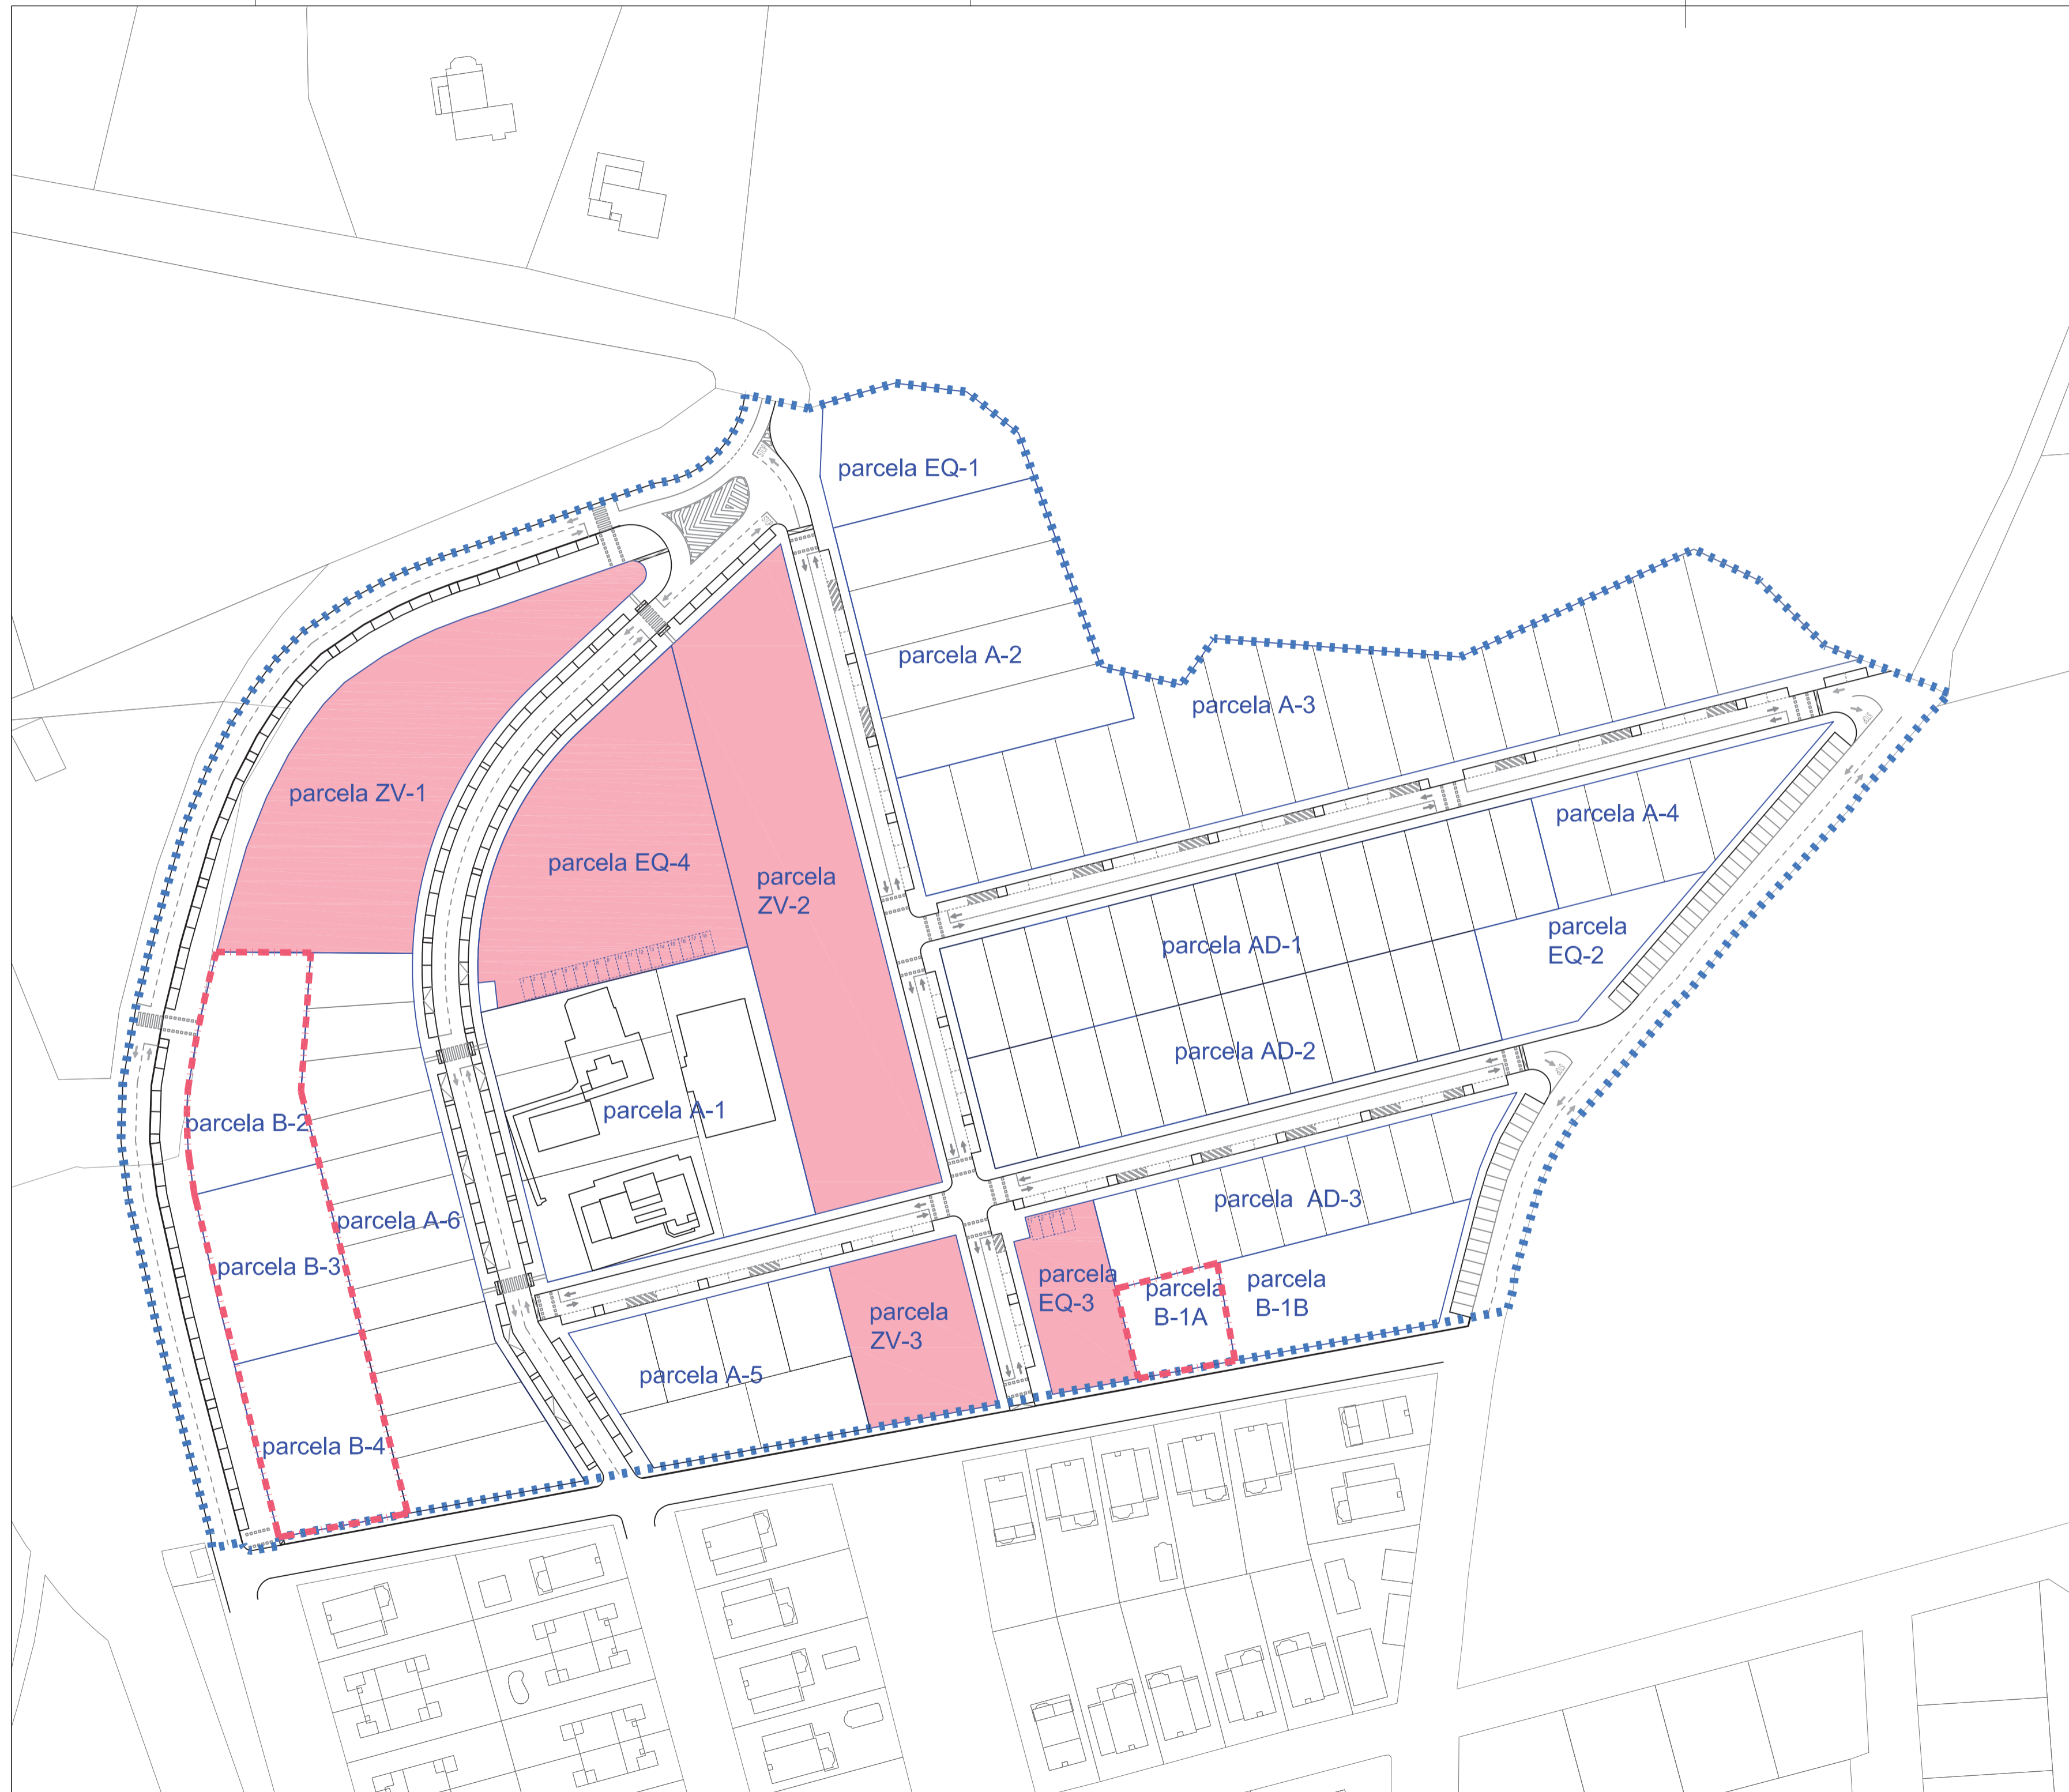 parcela EQ-1
parcela A-2
parcela A-3
parcela ZV-1
parcela A-4
parcela EQ-4
parcela
ZV-2
parcela AD-1
parcela
EQ-2
parcela AD-2
parcela A-1
parcela B-2
parcela AD-3
parcela A-6
parcela B-3
parcela
EQ-3
parcela
B-1A
parcela
B-1B
parcela
ZV-3
parcela A-5
parcela B-4